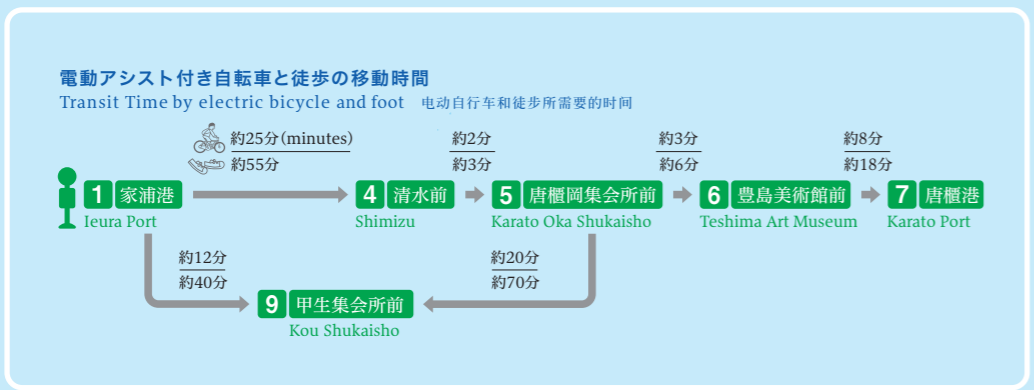 電動アシスト付き自転車と徒歩の移動時間
Transit Time by electric bicycle and foot 电动自行车和徒步所需要的时间
約25分(minutes) 約2分 約3分 約8分
約55分 約3分 約6分 約18分
1 家浦港 4 清水前 5 唐櫃岡集会所前 6 豊島美術館前 7 唐櫃港
Ieura Port Shimizu Karato Oka Shukaisho Teshima Art Museum Karato Port
約12分 約20分
約40分 約70分
9 甲生集会所前
Kou Shukaisho